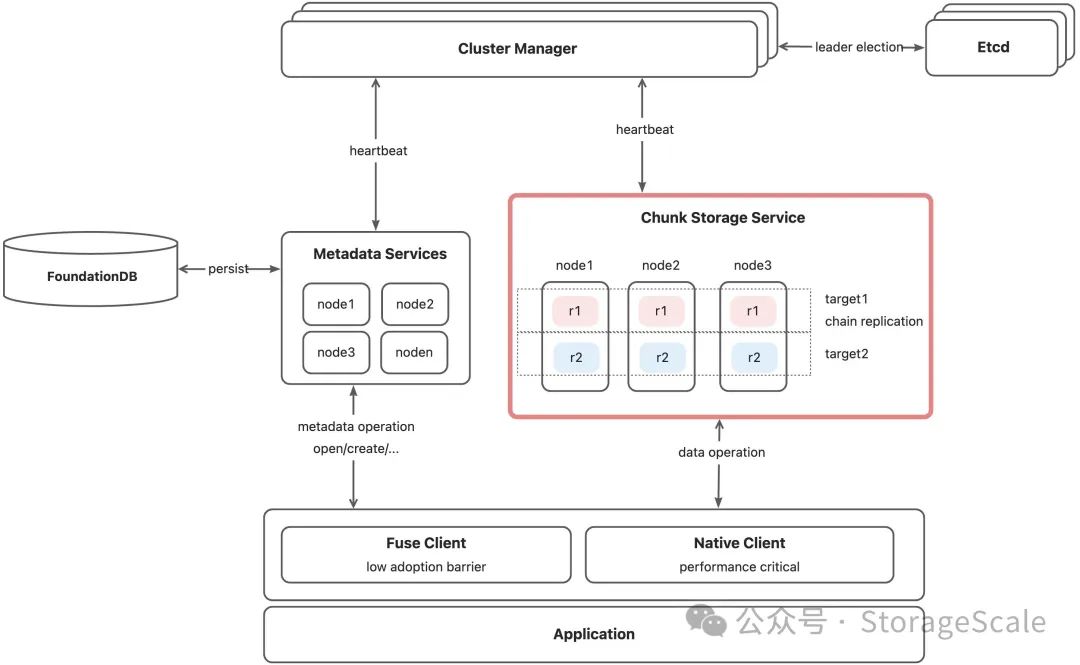 Cluster Manager
leader election
Etcd
heartbeat
heartbeat
Chunk Storage Service
FoundationDB
persist
Metadata Services
node1
node2
node3
noden
node1
node2
node3
r1
r1
r1
target1
chain replication
r2
r2
r2
target2
metadata operation
open/create/...
data operation
Fuse Client
low adoption barrier
Native Client
performance critical
公众号 · StorageScale
Application